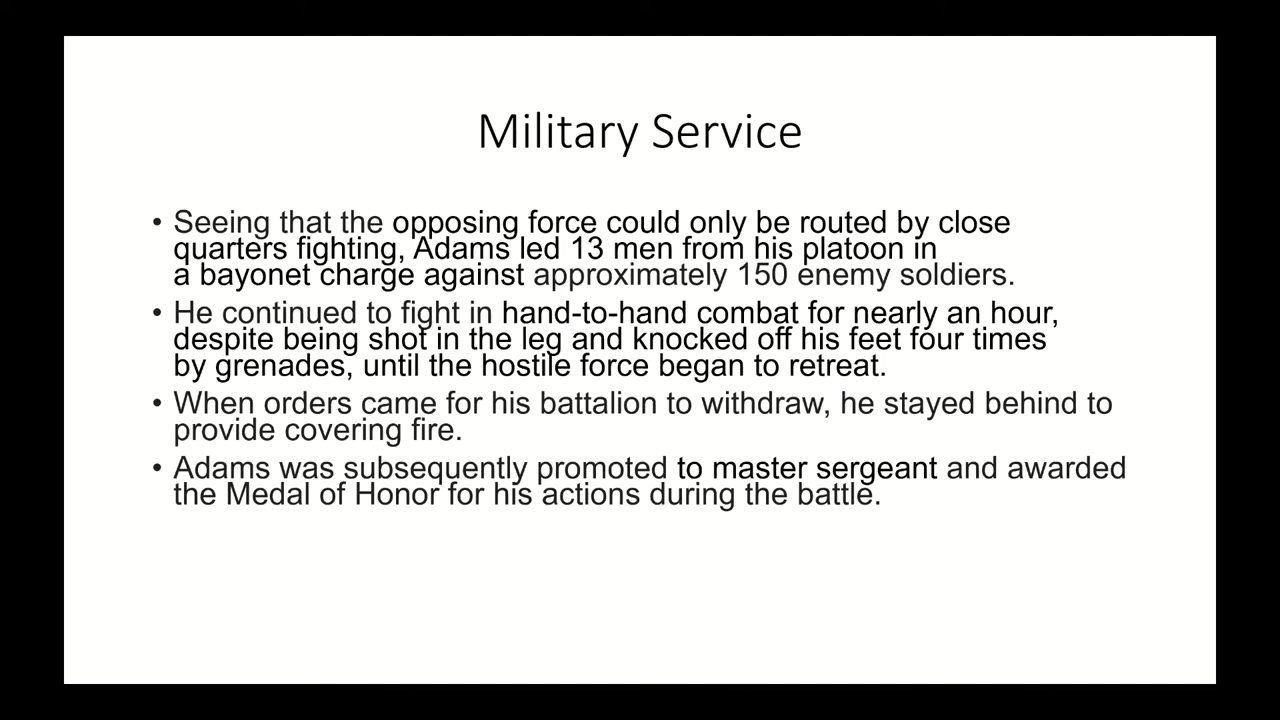 Military Service
• Seeing that the opposing force could only be routed by close
quarters fighting, Adams led 13 men from his platoon in
a bayonet charge against approximately 150 enemy soldiers.
• He continued to fight in hand-to-hand combat for nearly an hour,
despite being shot in the leg and knocked off his feet four times
by grenades, until the hostile force began to retreat.
• When orders came for his battalion to withdraw, he stayed behind to
provide covering fire.
• Adams was subsequently promoted to master sergeant and awarded
the Medal of Honor for his actions during the battle.